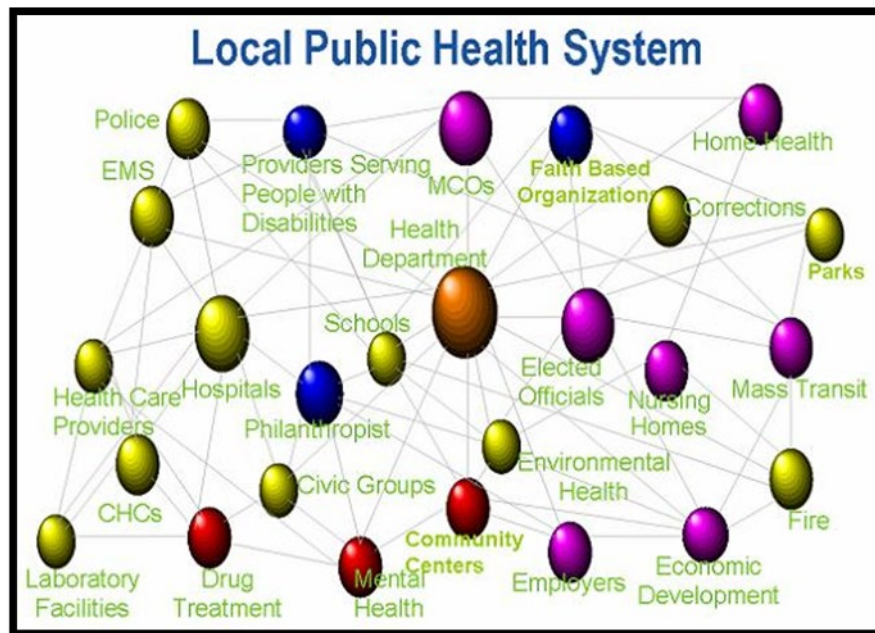 Local Public Health System
Police
EMS
Providers Serving
People with
Disabilities
MCOs
Faith Based
Organizations
Home Health
Corrections
Parks
Health
Department
Schools
Health Care
Providers
Hospitals
Philanthropist
Elected
Officials
Nursing
Homes
Mass Transit
CHCs
Civic Groups
Environmental
Health
Fire
Laboratory
Facilities
Drug
Treatment
Mental
Health
Community
Centers
Employers
Economic
Development